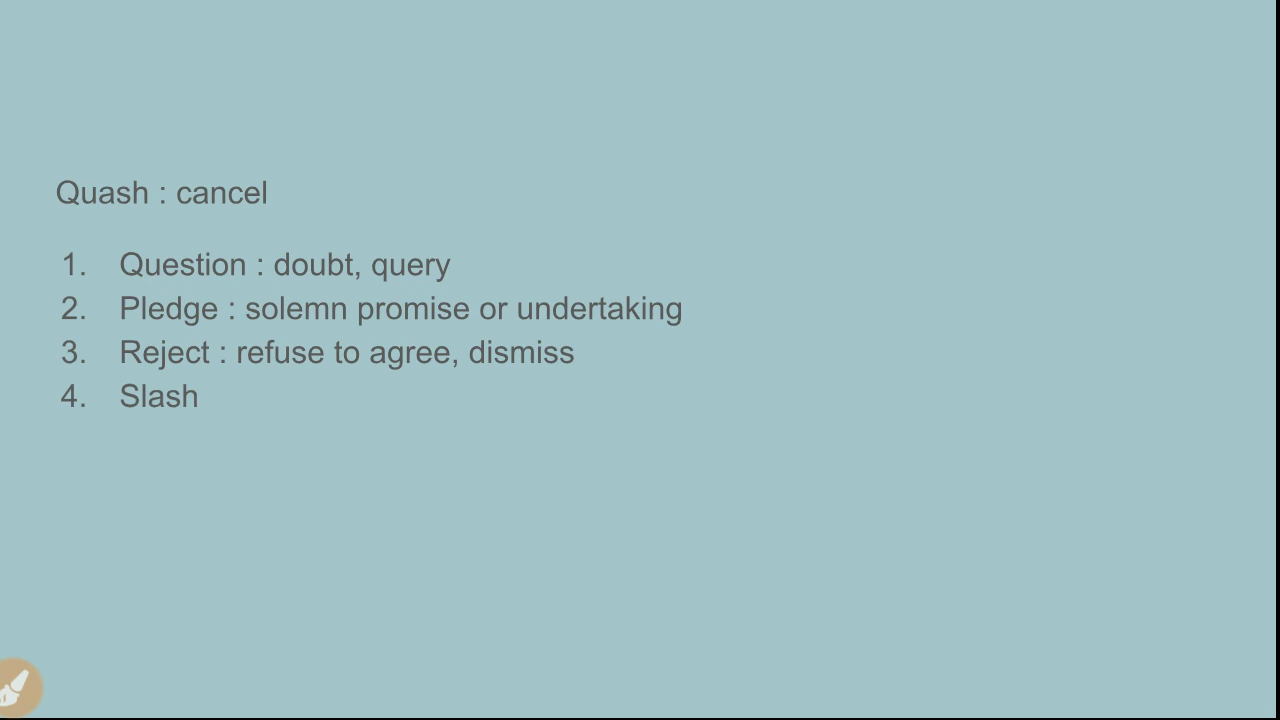 Quash : cancel
1. Question : doubt, query
2. Pledge : solemn promise or undertaking
3. Reject : refuse to agree, dismiss
4. Slash